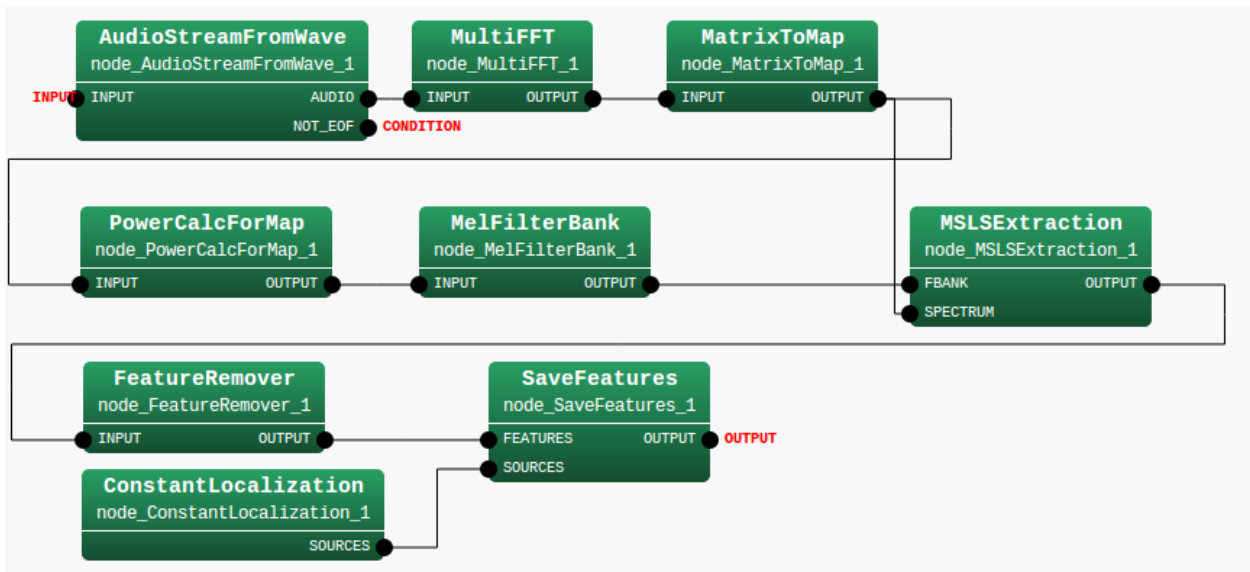 AudioStreamFromWave
node_AudioStreamFromWave_1
INPUT INPUT AUDIO
NOT_EOF CONDITION
MultiFFT
node_MultiFFT_1
INPUT OUTPUT
MatrixToMap
node_MatrixToMap_1
INPUT OUTPUT
PowerCalcForMap
node_PowerCalcForMap_1
INPUT OUTPUT
MelFilterBank
node_MelFilterBank_1
INPUT OUTPUT
MSLSExtraction
node_MSLSExtraction_1
FBANK OUTPUT
SPECTRUM
FeatureRemover
node_FeatureRemover_1
INPUT OUTPUT
SaveFeatures
node_SaveFeatures_1
FEATURES OUTPUT OUTPUT
SOURCES
ConstantLocalization
node_ConstantLocalization_1
SOURCES